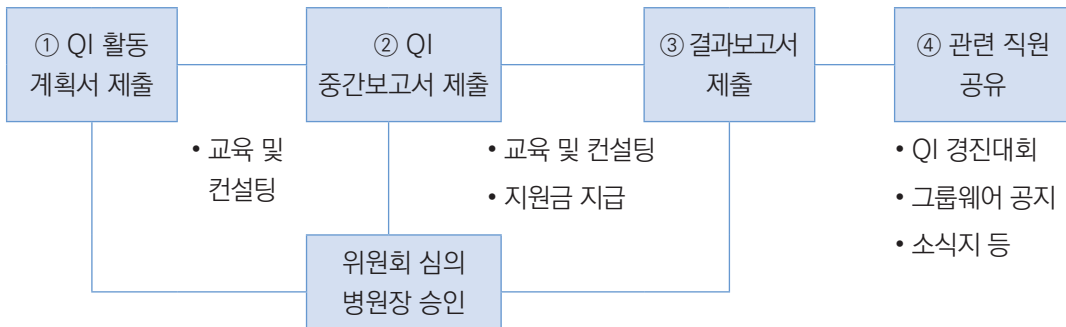 ① QI 활동
계획서 제출
② QI
중간보고서 제출
③ 결과보고서
제출
④ 관련 직원
공유
• 교육 및
컨설팅
• 교육 및 컨설팅
• 지원금 지급
• QI 경진대회
• 그룹웨어 공지
• 소식지 등
위원회 심의
병원장 승인